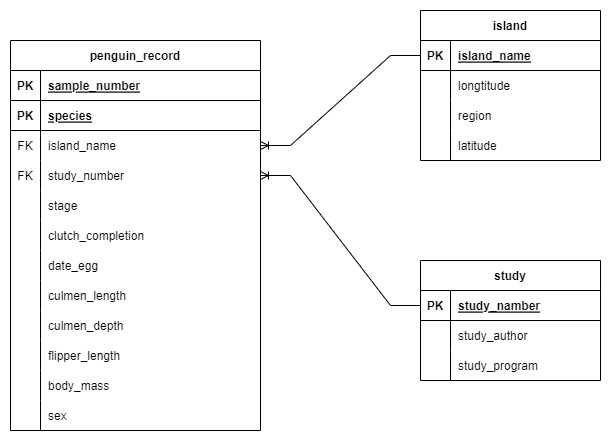 penguin_record
PK sample_number
PK species
FK island_name
FK study_number
stage
clutch_completion
date_egg
culmen_length
culmen_depth
flipper_length
body_mass
sex
island
PK island_name
longtitude
region
latitude
study
PK study_namber
study_author
study_program